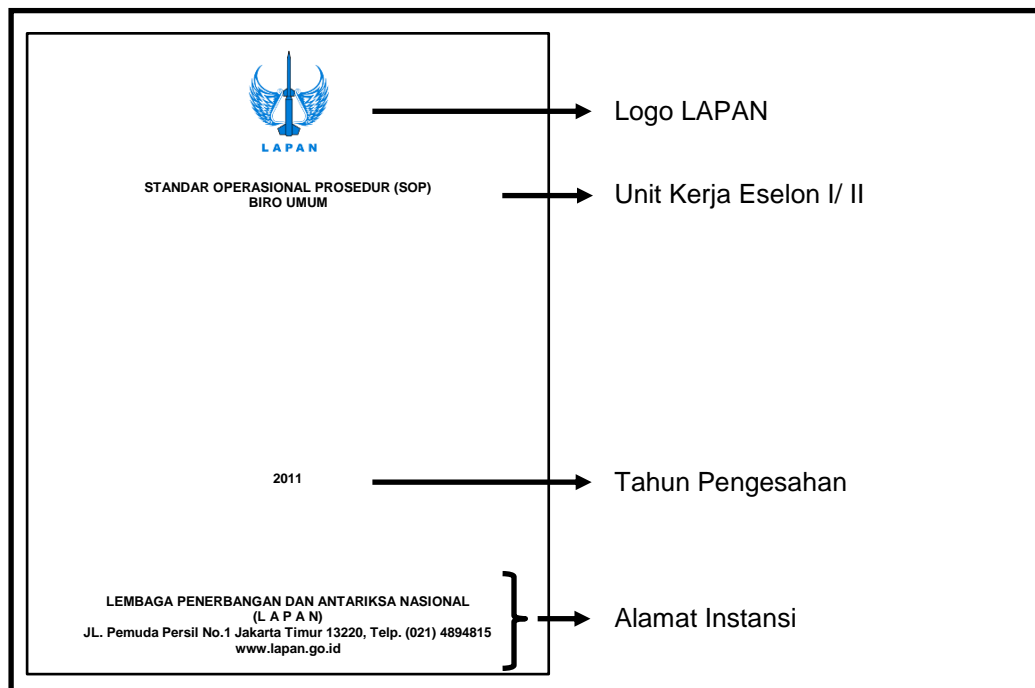 LAPAN
Logo LAPAN
STANDAR OPERASIONAL PROSEDUR (SOP)
BIRO UMUM
Unit Kerja Eselon I/ II
2011
Tahun Pengesahan
LEMBAGA PENERBANGAN DAN ANTARIKSA NASIONAL
(L A P A N)
JL. Pemuda Persil No.1 Jakarta Timur 13220, Telp. (021) 4894815
www.lapan.go.id
Alamat Instansi